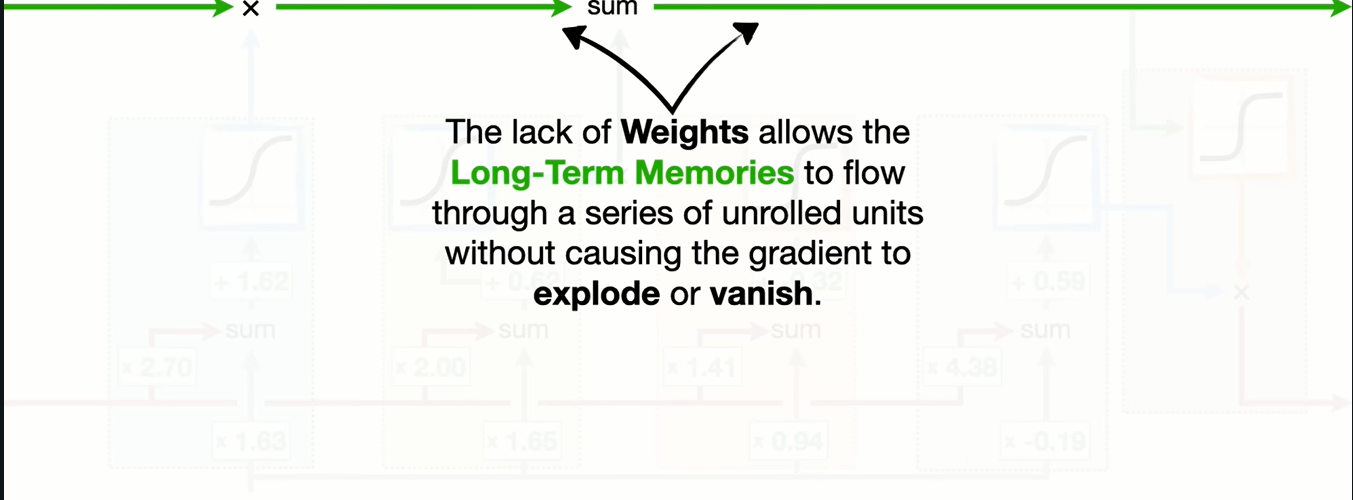 × sum
The lack of Weights allows the
Long-Term Memories to flow
through a series of unrolled units
without causing the gradient to
explode or vanish.
+ 1.62 + 0.59
sum sum sum sum
x 2.70 x 2.00 x 1.41 x 4.38
×
x 1.63 x 1.65 x 0.94 x -0.19